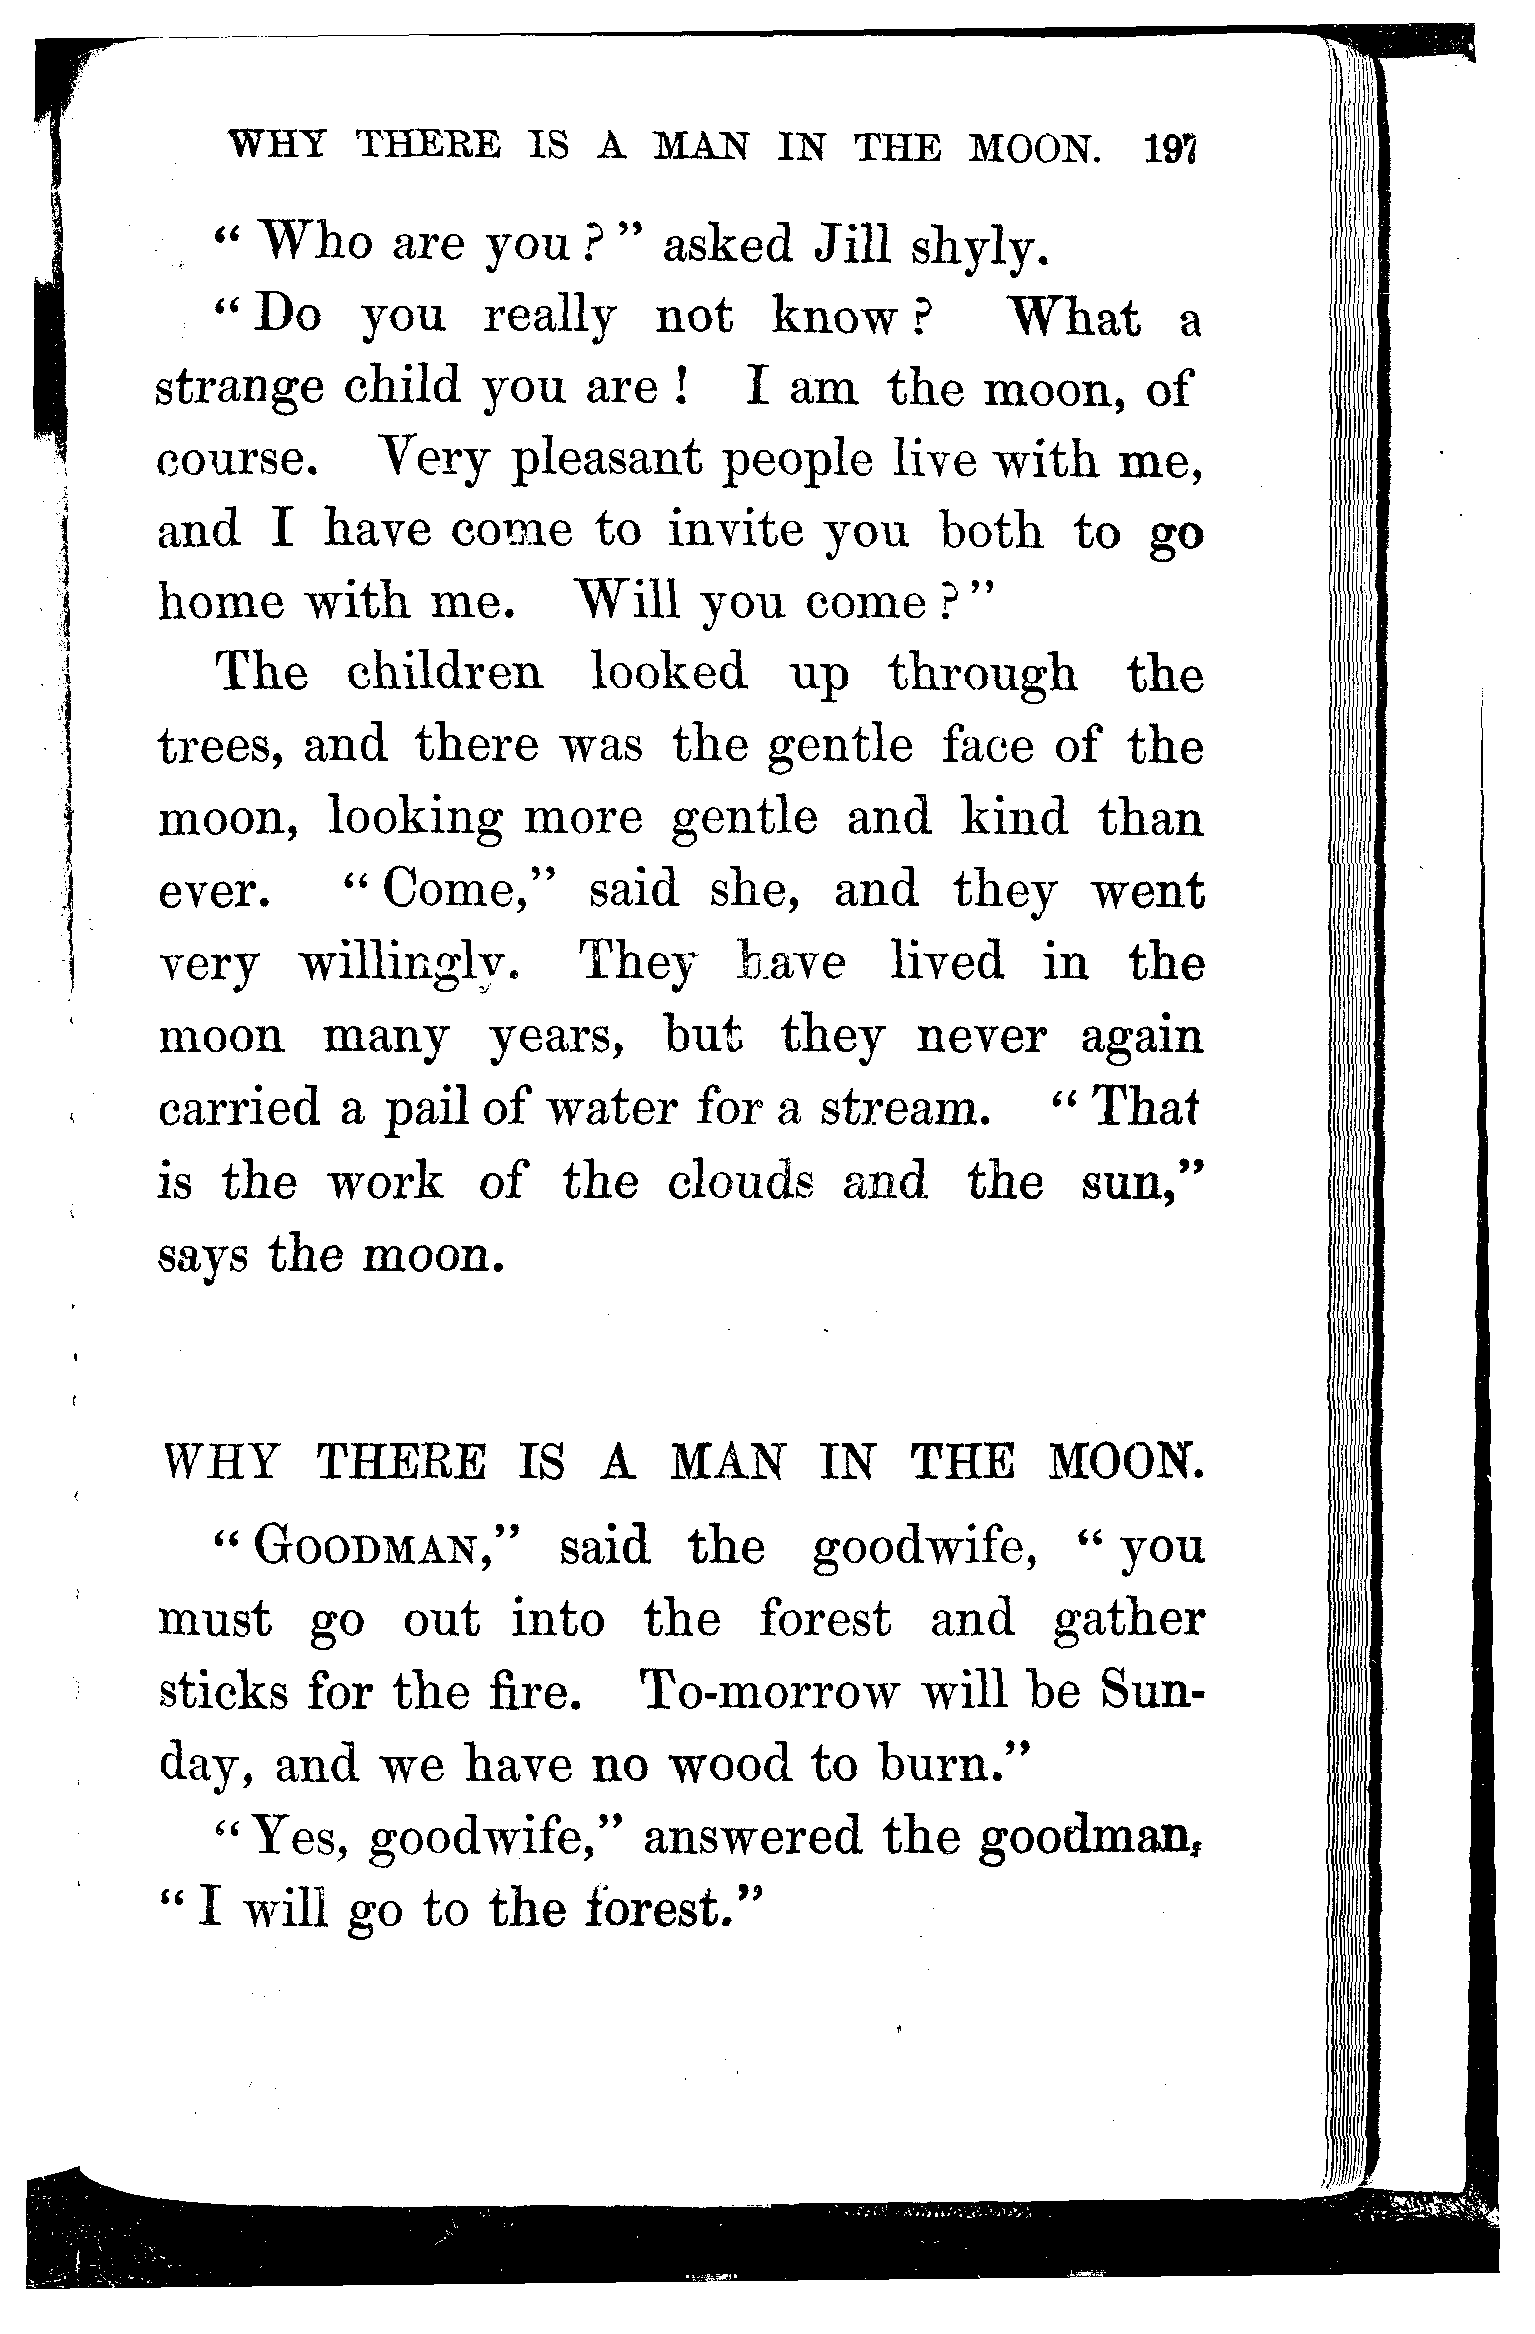 WHY THERE IS A MAN IN THE MOON. 197
" Who are you ? " asked Jill shyly.
" Do you really not know ? What a
strange child you are ! I am the moon, of
course. Very pleasant people live with me,
and I have come to invite you both to go
home with me. Will you come ? "
The children looked up through the
trees, and there was the gentle face of the
moon, looking more gentle and kind than
ever. " Come," said she, and they went
very willingly. They have lived in the
moon many years, but they never again
carried a pail of water for a stream. " That
is the work of the clouds and the sun,"
says the moon.
WHY THERE IS A MAN IN THE MOON.
" GOODMAN," said the goodwife, " you
must go out into the forest and gather
sticks for the fire. To-morrow will be Sun-
day, and we have no wood to burn."
" Yes, goodwife," answered the goodman,
" I will go to the forest."